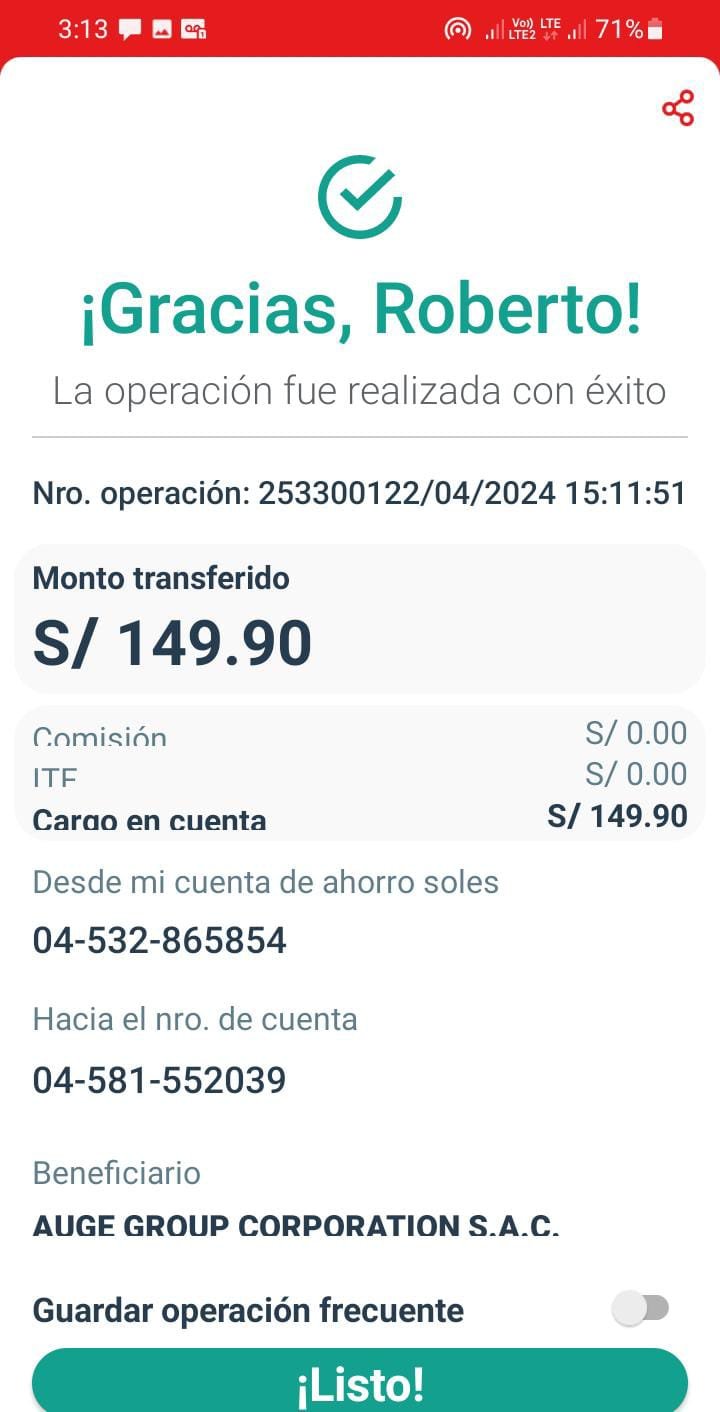 3:13
Vo) LTE
LTE2
71%
¡Gracias, Roberto!
La operación fue realizada con éxito
Nro. operación: 253300122/04/2024 15:11:51
Monto transferido
S/ 149.90
Comisión S/ 0.00
ITF S/ 0.00
Cargo en cuenta S/ 149.90
Desde mi cuenta de ahorro soles
04-532-865854
Hacia el nro. de cuenta
04-581-552039
Beneficiario
AUGE GROUP CORPORATION S.A.C.
Guardar operación frecuente
¡Listo!